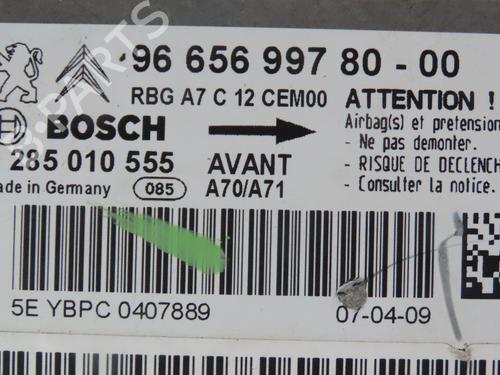 96 656 997 80 - 00
RBG A7 C 12 CEM00
ATTENTION !
BOSCH
Airbag(s) et pretension
- Ne pas demonter.
285 010 555
AVANT
- RISQUE DE DECLENCH
Made in Germany
085
A70/A71
- Consulter la notice.
5E YBPC 0407889
07-04-09